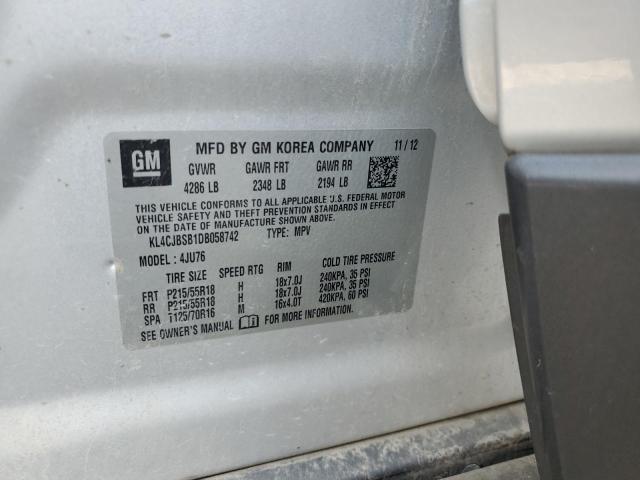 GM
MFD BY GM KOREA COMPANY 11/12
GVWR GAWR FRT GAWR RR
4286 LB 2348 LB 2194 LB
THIS VEHICLE CONFORMS TO ALL APPLICABLE U.S. FEDERAL MOTOR
VEHICLE SAFETY AND THEFT PREVENTION STANDARDS IN EFFECT
ON THE DATE OF MANUFACTURE SHOWN ABOVE.
KL4CJBSB1DB058742 TYPE: MPV
MODEL: 4JU76
TIRE SIZE SPEED RTG RIM COLD TIRE PRESSURE
FRT P215/55R18 H 18x7.0J 240KPA, 35 PSI
RR P215/55R18 H 18x7.0J 240KPA, 35 PSI
SPA T125/70R16 M 16x4.0T 420KPA, 60 PSI
SEE OWNER'S MANUAL FOR MORE INFORMATION.